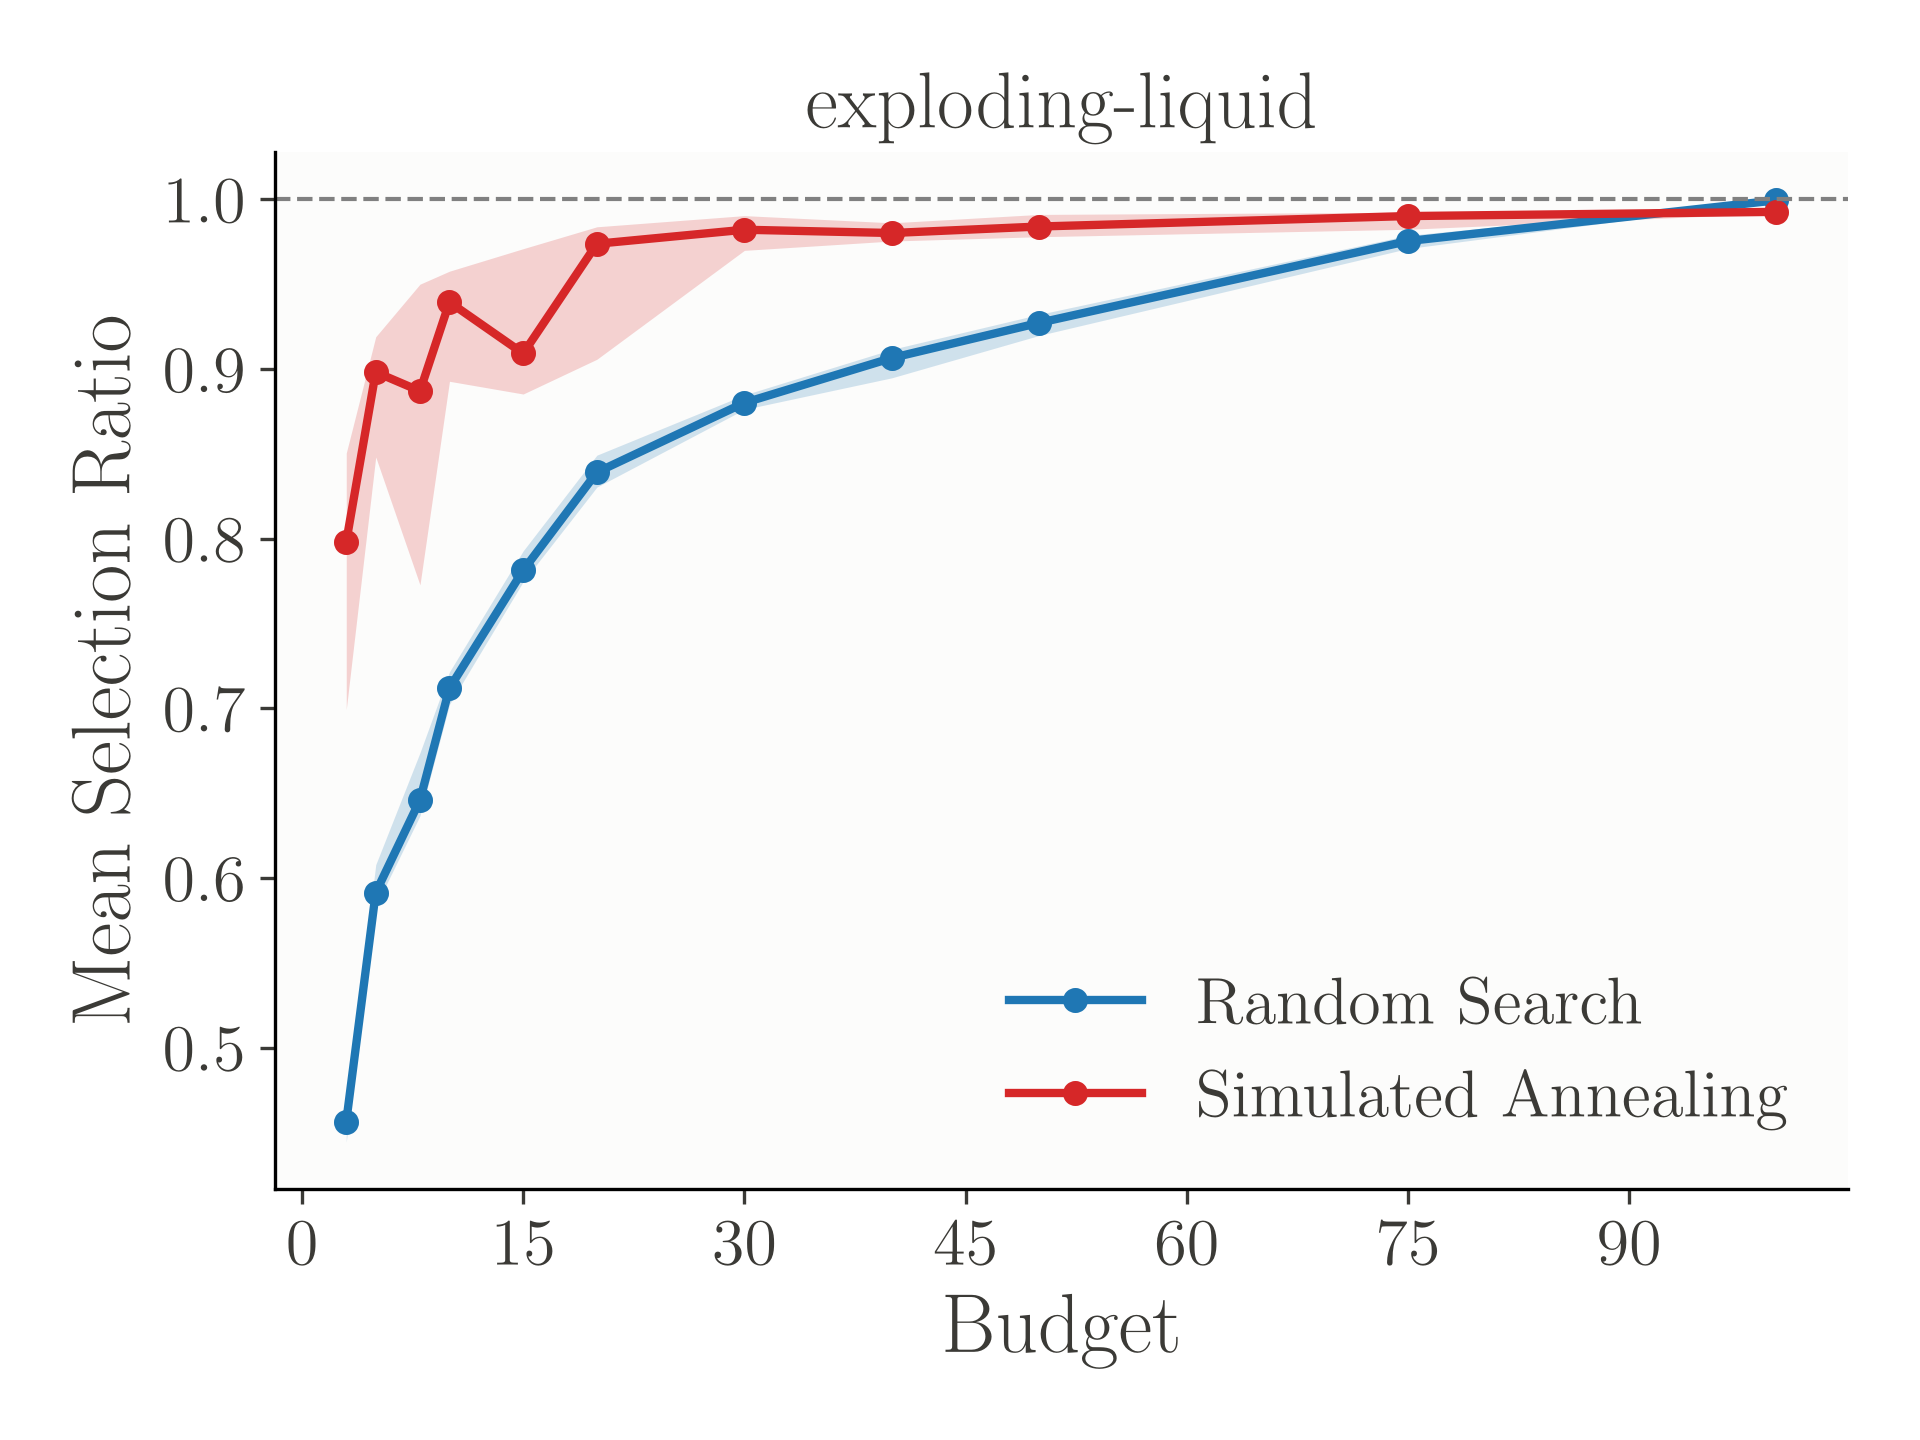 exploding-liquid
Mean Selection Ratio
1.0
0.9
0.8
0.7
0.6
0.5
Random Search
Simulated Annealing
0 15 30 45 60 75 90
Budget